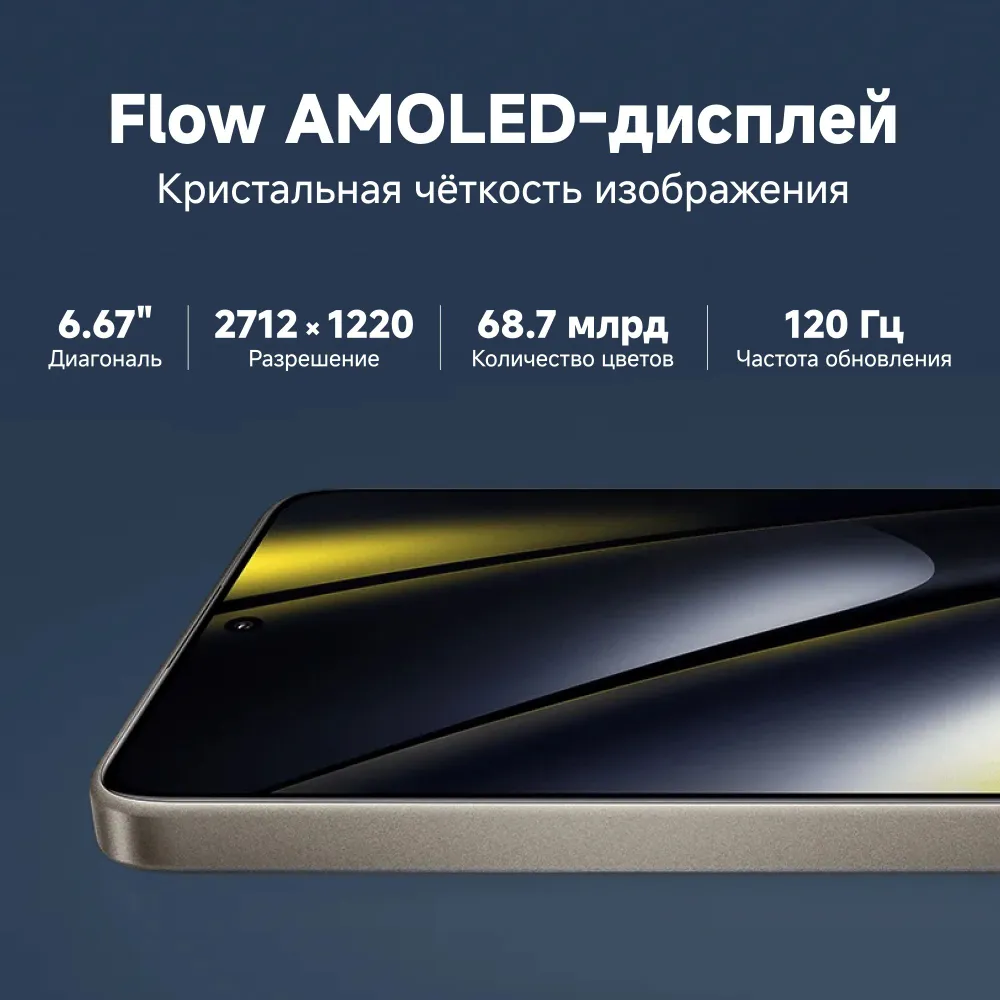 Flow AMOLED-дисплей
Кристальная чёткость изображения
6.67"
Диагональ
2712 × 1220
Разрешение
68.7 млрд
Количество цветов
120 Гц
Частота обновления